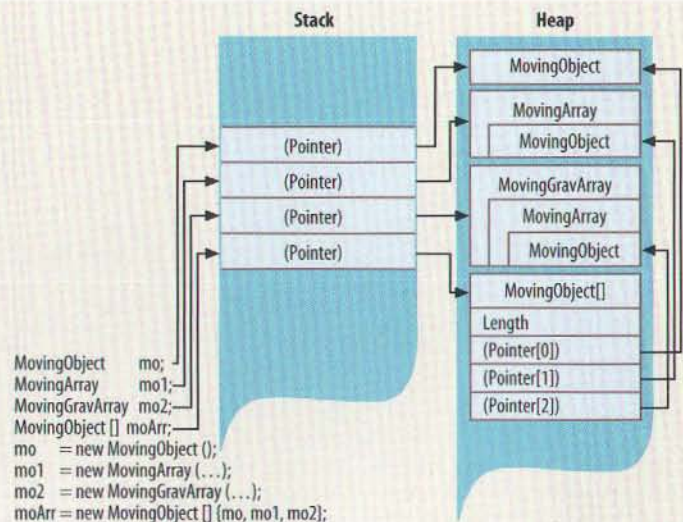 Stack
Heap
MovingObject
MovingArray
MovingObject
MovingGravArray
MovingArray
MovingObject
MovingObject[]
Length
(Pointer[0])
(Pointer[1])
(Pointer[2])
(Pointer)
(Pointer)
(Pointer)
(Pointer)
MovingObject mo;
MovingArray mo1;
MovingGravArray mo2;
MovingObject [] moArr;
mo = new MovingObject ();
mo1 = new MovingArray (...);
mo2 = new MovingGravArray (...);
moArr = new MovingObject [] {mo, mo1, mo2};